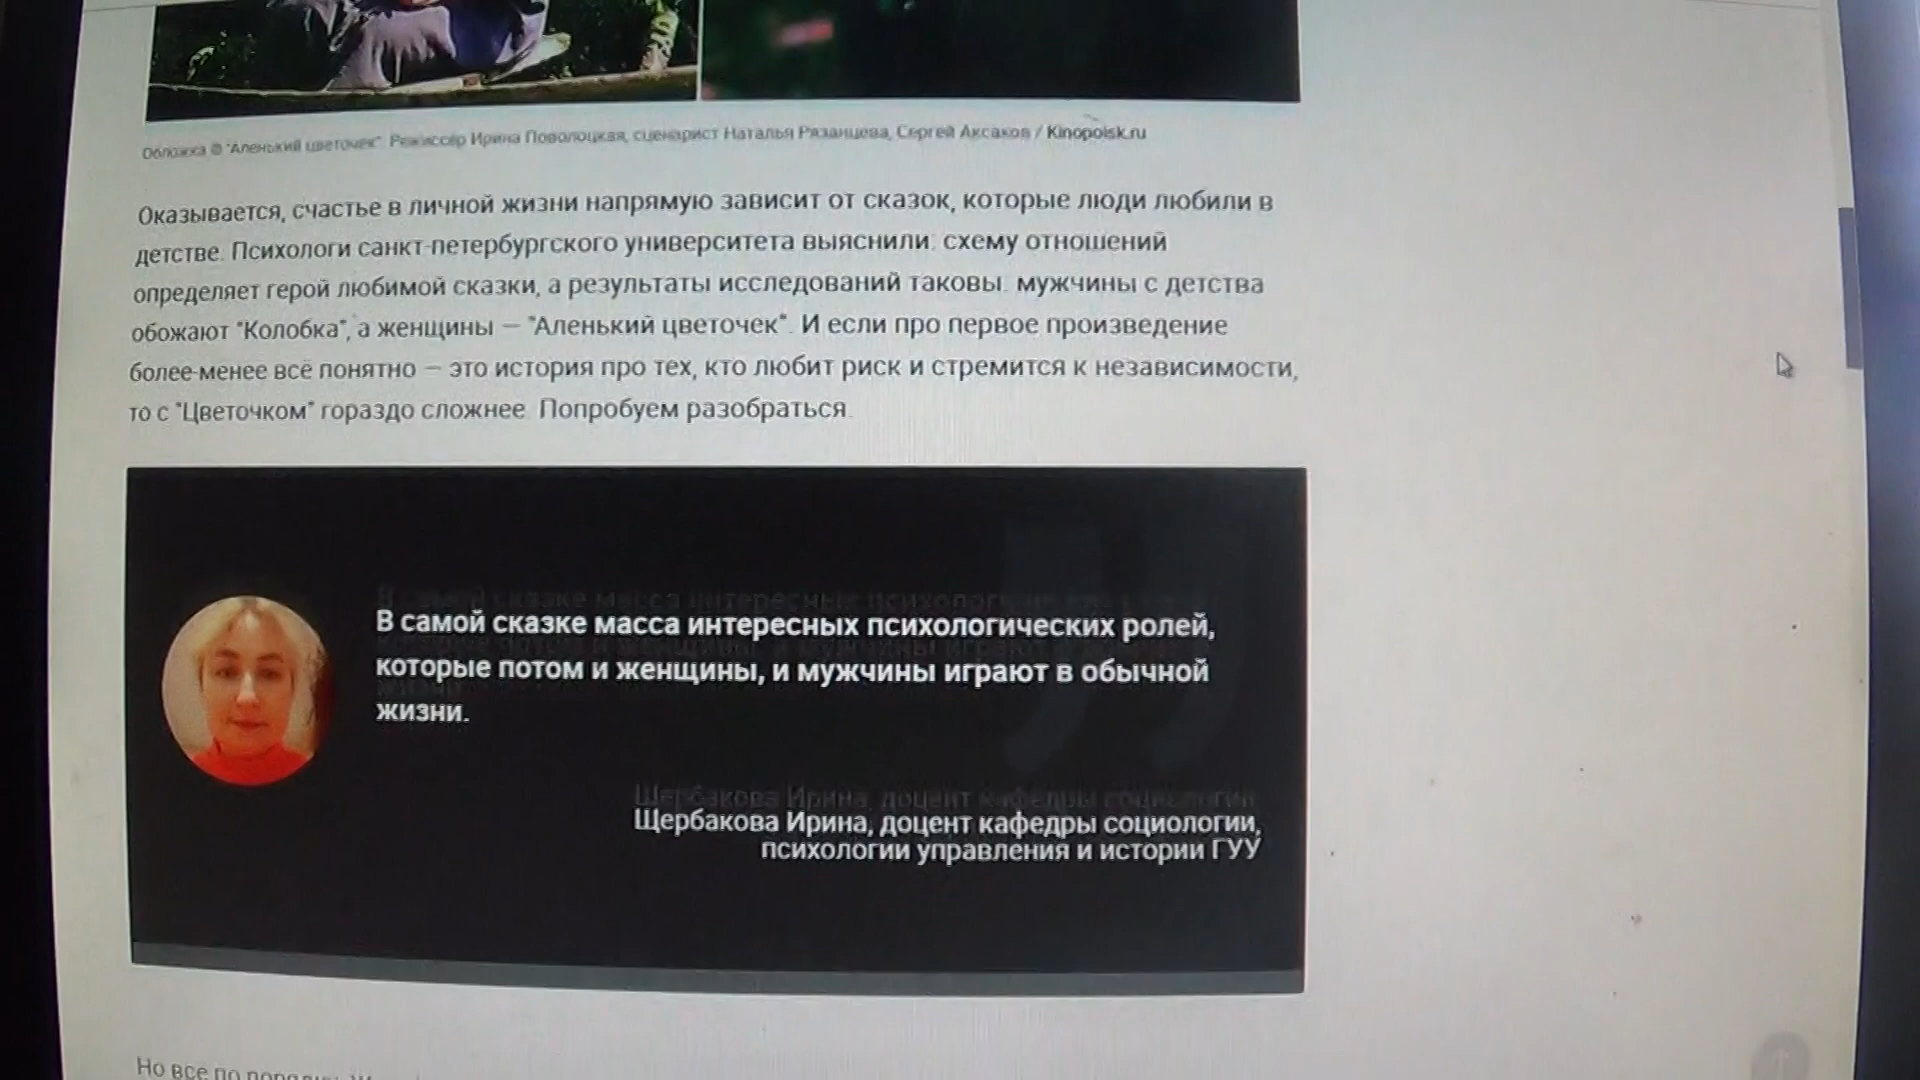 Обложка © "Аленький цветочек". Режиссёр Ирина Поволоцкая, сценарист Наталья Рязанцева, Сергей Аксаков / Kinopoisk.ru
Оказывается, счастье в личной жизни напрямую зависит от сказок, которые люди любили в
детстве. Психологи санкт-петербургского университета выяснили: схему отношений
определяет герой любимой сказки, а результаты исследований таковы: мужчины с детства
обожают "Колобка", а женщины — "Аленький цветочек". И если про первое произведение
более-менее всё понятно — это история про тех, кто любит риск и стремится к независимости,
то с "Цветочком" гораздо сложнее. Попробуем разобраться.
В самой сказке масса интересных психологических ролей,
которые потом и женщины, и мужчины играют в обычной
жизни.
Щербакова Ирина, доцент кафедры социологии,
психологии управления и истории ГУУ
Но все по